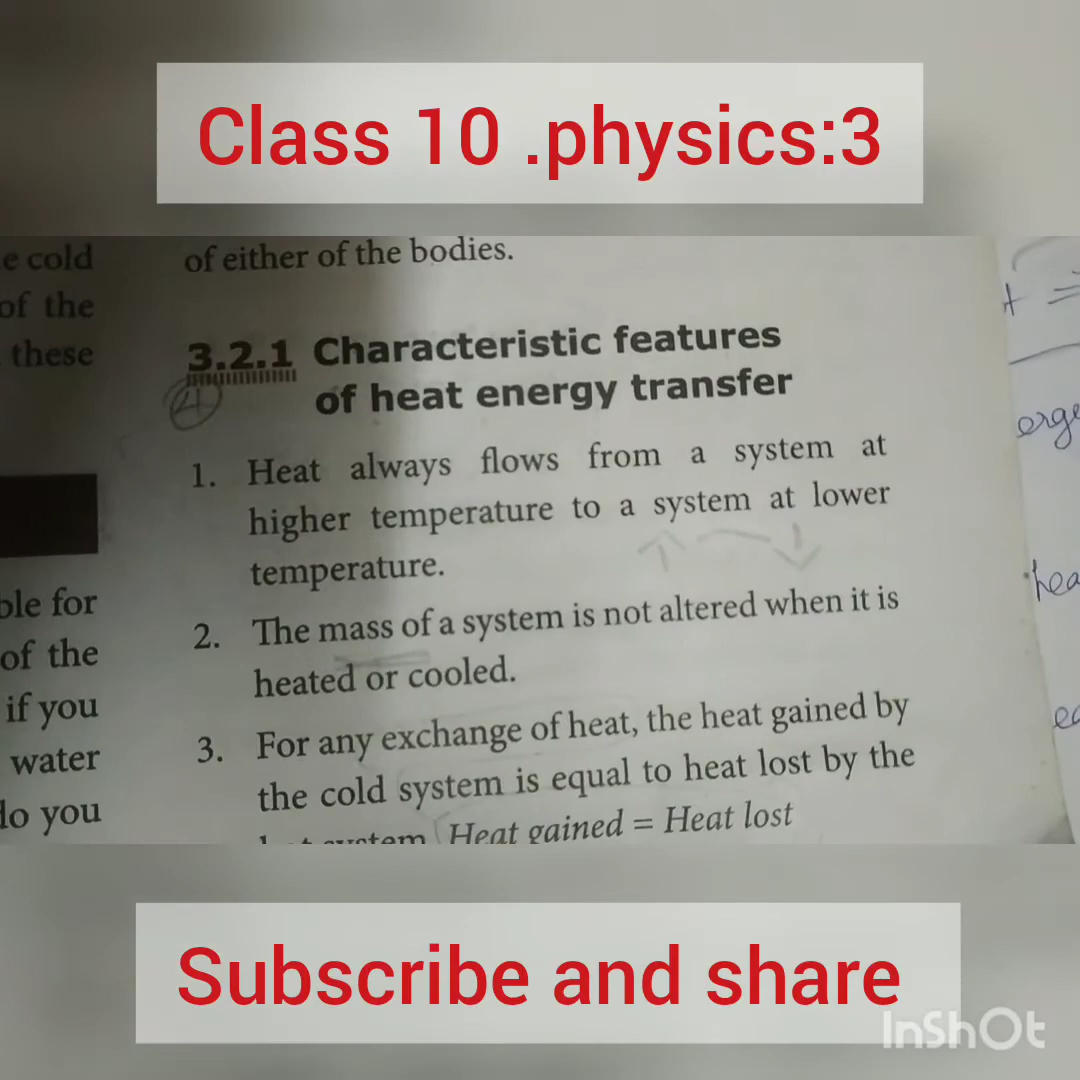 Class 10 .physics:3
e cold
of the
these
ble for
of the
if you
water
do you
of either of the bodies.
3.2.1 Characteristic features
of heat energy transfer
4
1. Heat always flows from a system at
higher temperature to a system at lower
temperature.
2. The mass of a system is not altered when it is
heated or cooled.
3. For any exchange of heat, the heat gained by
the cold system is equal to heat lost by the
system Heat gained = Heat lost
Subscribe and share
InShOt